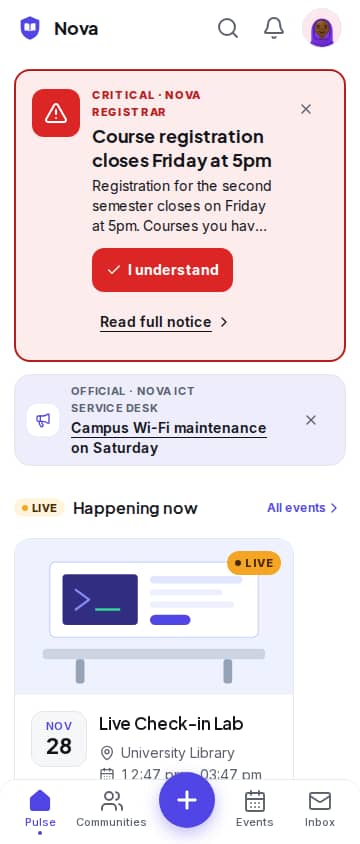 Nova
CRITICAL · NOVA
REGISTRAR
Course registration
closes Friday at 5pm
Registration for the second
semester closes on Friday
at 5pm. Courses you hav...
I understand
Read full notice
OFFICIAL · NOVA ICT
SERVICE DESK
Campus Wi-Fi maintenance
on Saturday
LIVE
Happening now
All events
LIVE
NOV
28
Live Check-in Lab
University Library
Pulse
Communities
Events
Inbox